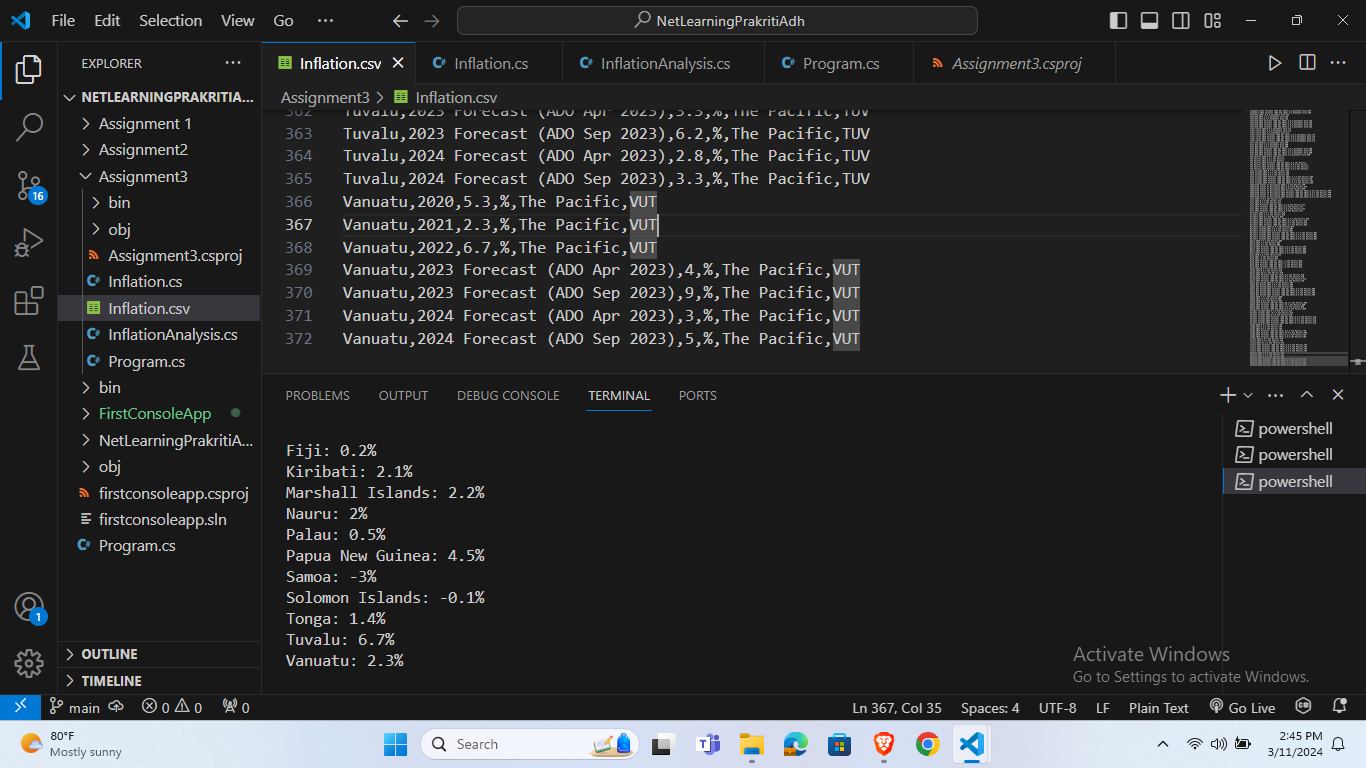 File Edit Selection View Go ··· NetLearningPrakritiAdh
EXPLORER ···
NETLEARNINGPRAKRITIA...
Assignment 1
Assignment2
Assignment3
bin
obj
Assignment3.csproj
Inflation.cs
Inflation.csv
InflationAnalysis.cs
Program.cs
bin
FirstConsoleApp
NetLearningPrakritiA...
obj
firstconsoleapp.csproj
firstconsoleapp.sln
Program.cs
OUTLINE
TIMELINE
16
1
Inflation.csv Inflation.cs InflationAnalysis.cs Program.cs Assignment3.csproj
Assignment3 > Inflation.csv
362 Tuvalu,2023 Forecast (ADO Apr 2023),3.3,%,The Pacific,TUV
363 Tuvalu,2023 Forecast (ADO Sep 2023),6.2,%,The Pacific,TUV
364 Tuvalu,2024 Forecast (ADO Apr 2023),2.8,%,The Pacific,TUV
365 Tuvalu,2024 Forecast (ADO Sep 2023),3.3,%,The Pacific,TUV
366 Vanuatu,2020,5.3,%,The Pacific,VUT
367 Vanuatu,2021,2.3,%,The Pacific,VUT
368 Vanuatu,2022,6.7,%,The Pacific,VUT
369 Vanuatu,2023 Forecast (ADO Apr 2023),4,%,The Pacific,VUT
370 Vanuatu,2023 Forecast (ADO Sep 2023),9,%,The Pacific,VUT
371 Vanuatu,2024 Forecast (ADO Apr 2023),3,%,The Pacific,VUT
372 Vanuatu,2024 Forecast (ADO Sep 2023),5,%,The Pacific,VUT
PROBLEMS OUTPUT DEBUG CONSOLE TERMINAL PORTS
Fiji: 0.2%
Kiribati: 2.1%
Marshall Islands: 2.2%
Nauru: 2%
Palau: 0.5%
Papua New Guinea: 4.5%
Samoa: -3%
Solomon Islands: -0.1%
Tonga: 1.4%
Tuvalu: 6.7%
Vanuatu: 2.3%
powershell
powershell
powershell
Activate Windows
Go to Settings to activate Windows.
main 0 0 0 Ln 367, Col 35 Spaces: 4 UTF-8 LF Plain Text Go Live
80°F
Mostly sunny
Search
2:45 PM
3/11/2024